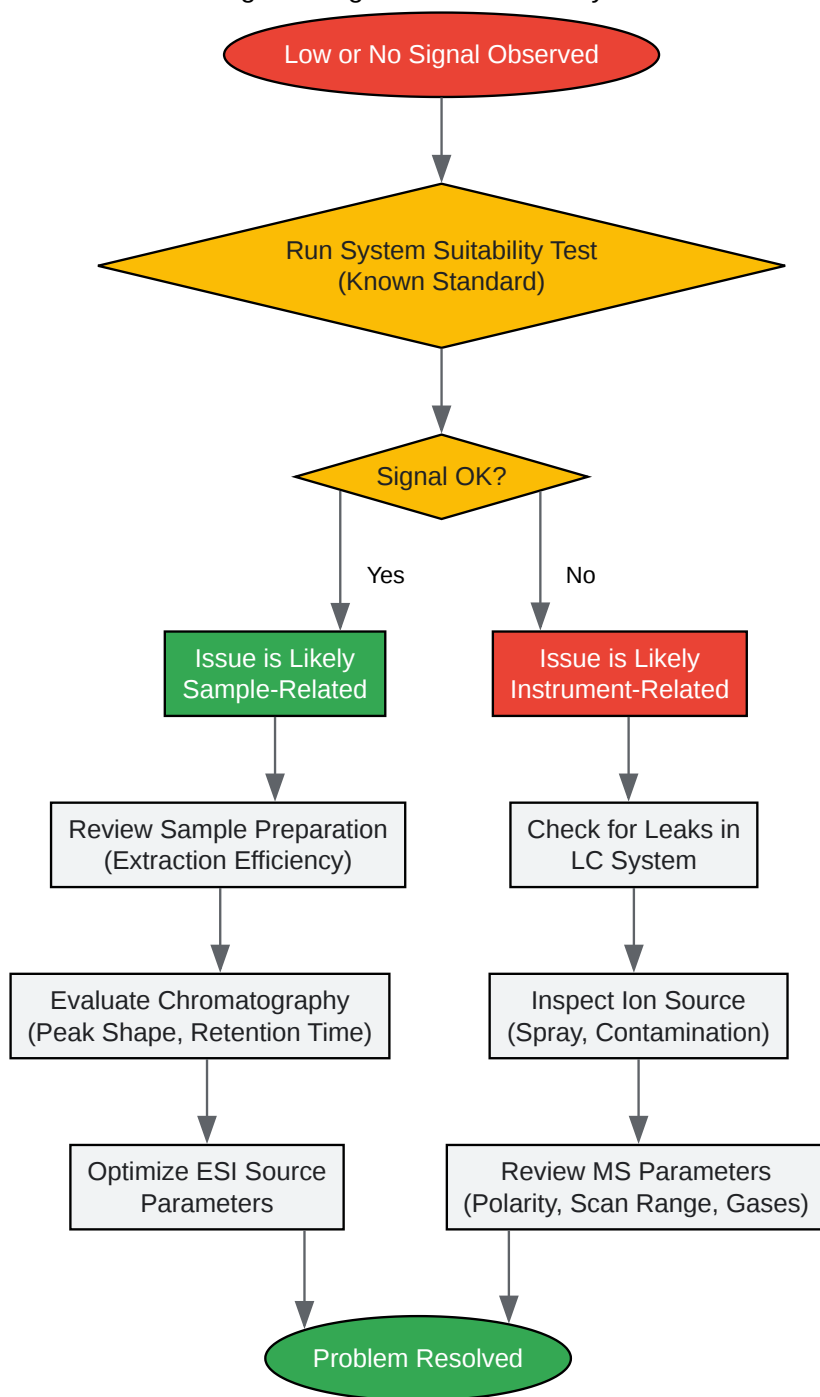 Low or No Signal Observed
Run System Suitability Test
(Known Standard)
Signal OK?
Yes
No
Issue is Likely
Sample-Related
Issue is Likely
Instrument-Related
Review Sample Preparation
(Extraction Efficiency)
Check for Leaks in
LC System
Evaluate Chromatography
(Peak Shape, Retention Time)
Inspect Ion Source
(Spray, Contamination)
Optimize ESI Source
Parameters
Review MS Parameters
(Polarity, Scan Range, Gases)
Problem Resolved